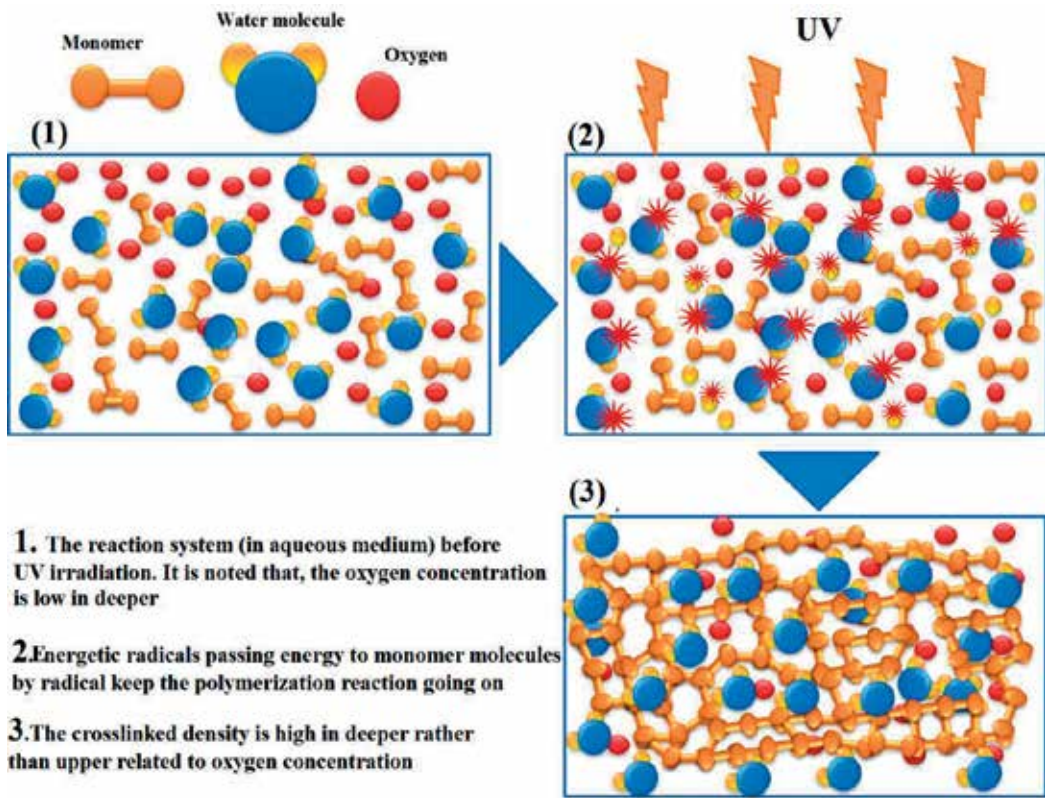 Water molecule
Monomer
Oxygen
UV
(1)
(2)
(3)
1. The reaction system (in aqueous medium) before
UV irradiation. It is noted that, the oxygen concentration
is low in deeper
2.Energetic radicals passing energy to monomer molecules
by radical keep the polymerization reaction going on
3.The crosslinked density is high in deeper rather
than upper related to oxygen concentration